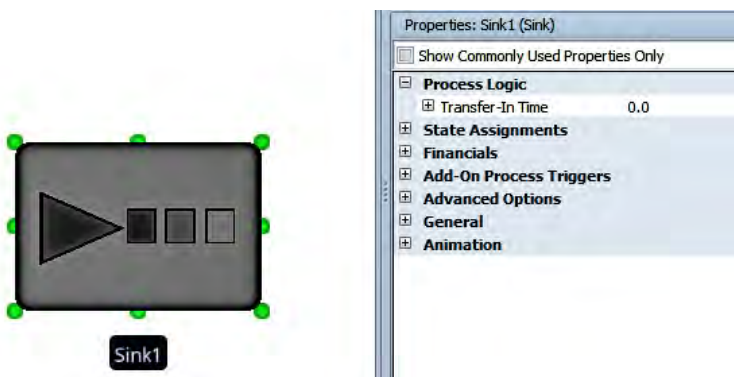 Properties: Sink1 (Sink)
Show Commonly Used Properties Only
Process Logic
Transfer-In Time 0.0
State Assignments
Financials
Add-On Process Triggers
Advanced Options
General
Animation
Sink1